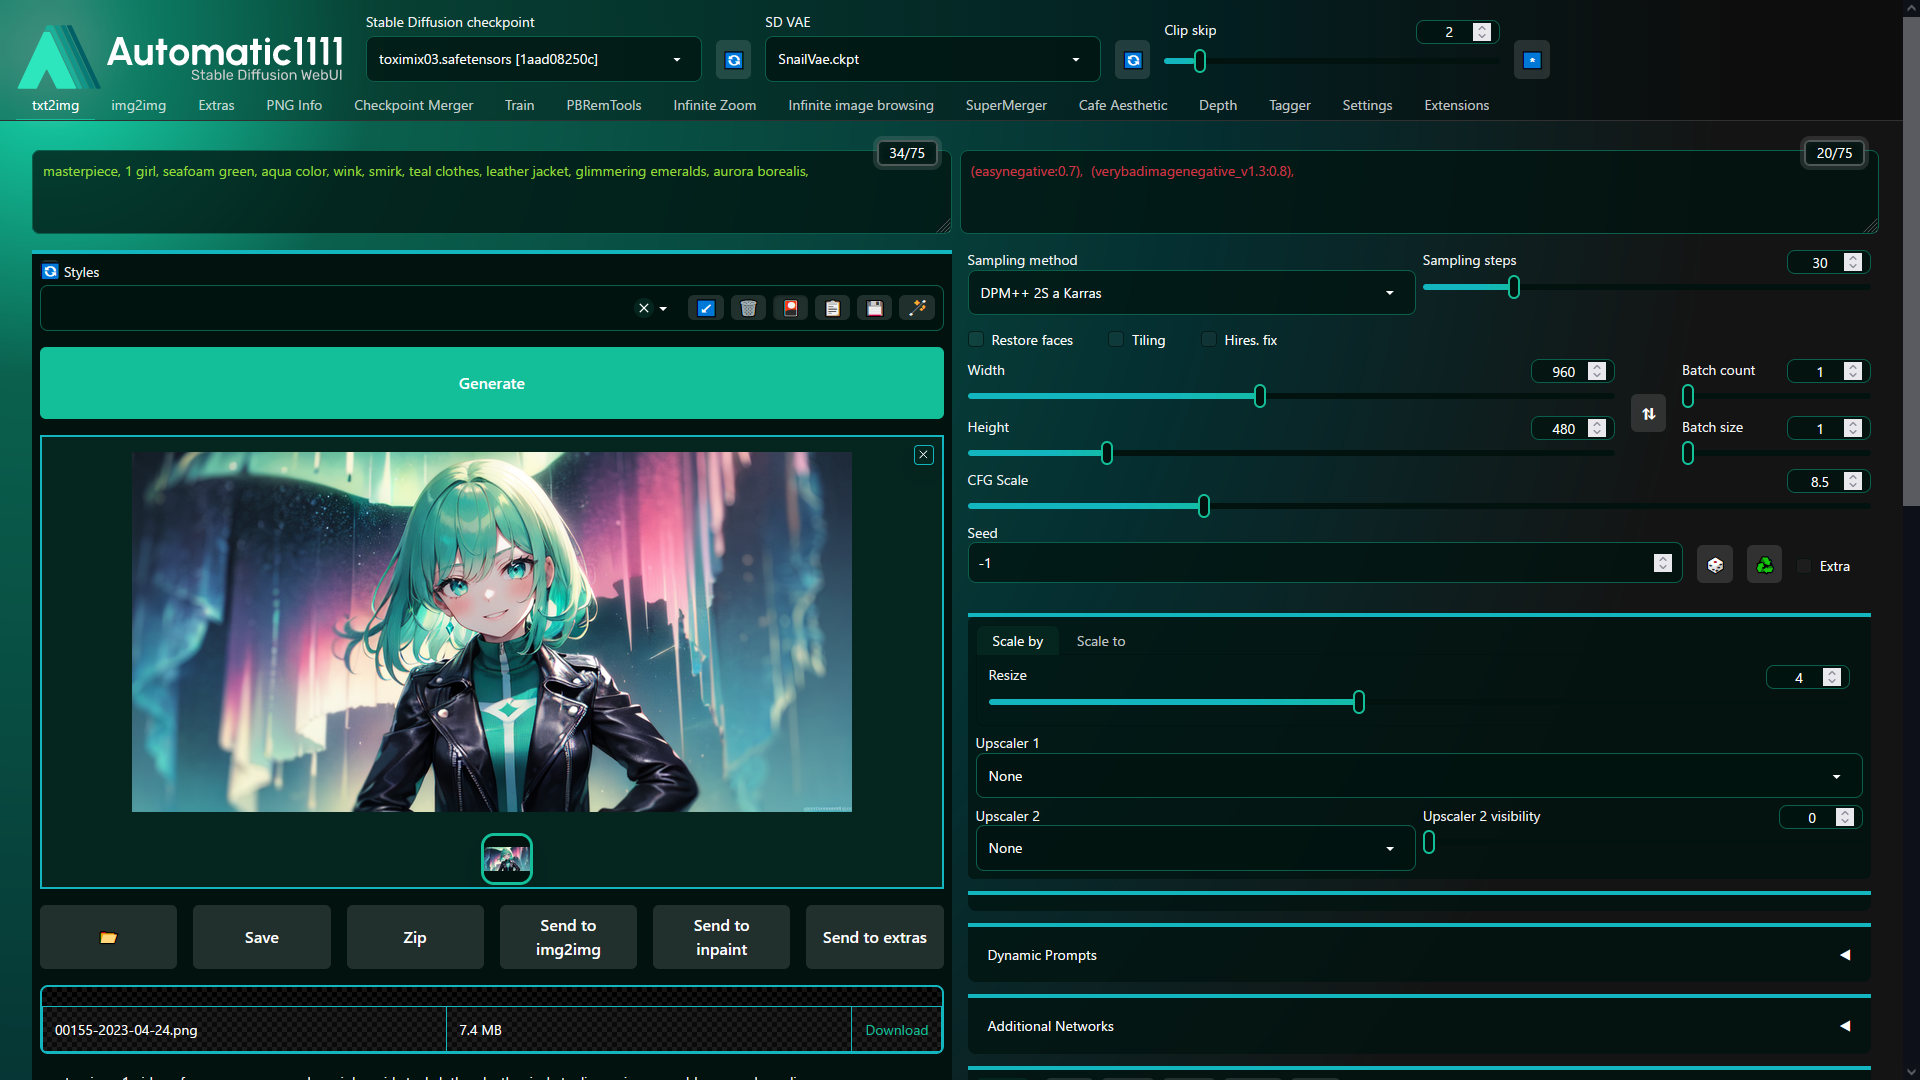 Automatic1111
Stable Diffusion WebUI
Stable Diffusion checkpoint
toximix03.safetensors [1aad08250c]
SD VAE
SnailVae.ckpt
Clip skip
2
txt2img
img2img
Extras
PNG Info
Checkpoint Merger
Train
PBRemTools
Infinite Zoom
Infinite image browsing
SuperMerger
Cafe Aesthetic
Depth
Tagger
Settings
Extensions
34/75
masterpiece, 1 girl, seafoam green, aqua color, wink, smirk, teal clothes, leather jacket, glimmering emeralds, aurora borealis,
20/75
(easynegative:0.7), (verybadimagenegative_v1.3:0.8),
Styles
Generate
Save
Zip
Send to
img2img
Send to
inpaint
Send to extras
00155-2023-04-24.png
7.4 MB
Download
Sampling method
DPM++ 2S a Karras
Sampling steps
30
Restore faces
Tiling
Hires. fix
Width
960
Batch count
1
Height
480
Batch size
1
CFG Scale
8.5
Seed
-1
Extra
Scale by
Scale to
Resize
4
Upscaler 1
None
Upscaler 2
None
Upscaler 2 visibility
0
Dynamic Prompts
Additional Networks